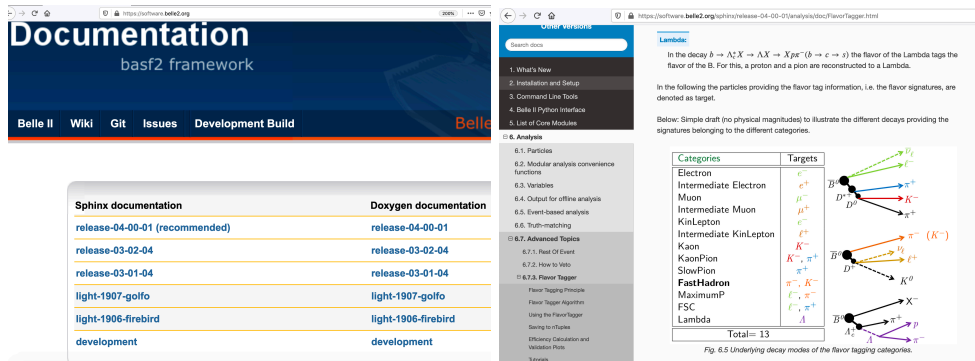 https://software.belle2.org
200%
Documentation
basf2 framework
Belle II Wiki Git Issues Development Build
Belle
Sphinx documentation Doxygen documentation
release-04-00-01 (recommended) release-04-00-01
release-03-02-04 release-03-02-04
release-03-01-04 release-03-01-04
light-1907-golfo light-1907-golfo
light-1906-firebird light-1906-firebird
development development
https://software.belle2.org/sphinx/release-04-00-01/analysis/doc/FlavorTagger.html
Other Versions
Search docs
1. What's New
2. Installation and Setup
3. Command Line Tools
4. Belle II Python Interface
5. List of Core Modules
6. Analysis
6.1. Particles
6.2. Modular analysis convenience
functions
6.3. Variables
6.4. Output for offline analysis
6.5. Event-based analysis
6.6. Truth-matching
6.7. Advanced Topics
6.7.1. Rest Of Event
6.7.2. How to Veto
6.7.3. Flavor Tagger
Flavor Tagging Principle
Flavor Tagger Algorithm
Using the FlavorTagger
Saving to nTuples
Efficiency Calculation and
Validation Plots
Tutorials
Lambda:
In the decay b → Λc+ X → ΛX → Xpπ−(b → c → s) the flavor of the Lambda tags the
flavor of the B. For this, a proton and a pion are reconstructed to a Lambda.
In the following the particles providing the flavor tag information, i.e. the flavor signatures, are
denoted as target.
Below: Simple draft (no physical magnitudes) to illustrate the different decays providing the
signatures belonging to the different categories.
Categories Targets
Electron e−
Intermediate Electron e+
Muon μ−
Intermediate Muon μ+
KinLepton ℓ−
Intermediate KinLepton ℓ+
Kaon K−
KaonPion K−, π+
SlowPion π+
FastHadron π−, K−
MaximumP ℓ−, π−
FSC ℓ−, π+
Lambda Λ
Total= 13
B̄0 D*+ D0 ν̄ℓ ℓ− π+ K− π+
B̄0 D+ π− (K−) νℓ ℓ+ K0
B̄0 Λc+ X− π+ Λ p π−
Fig. 6.5 Underlying decay modes of the flavor tagging categories.